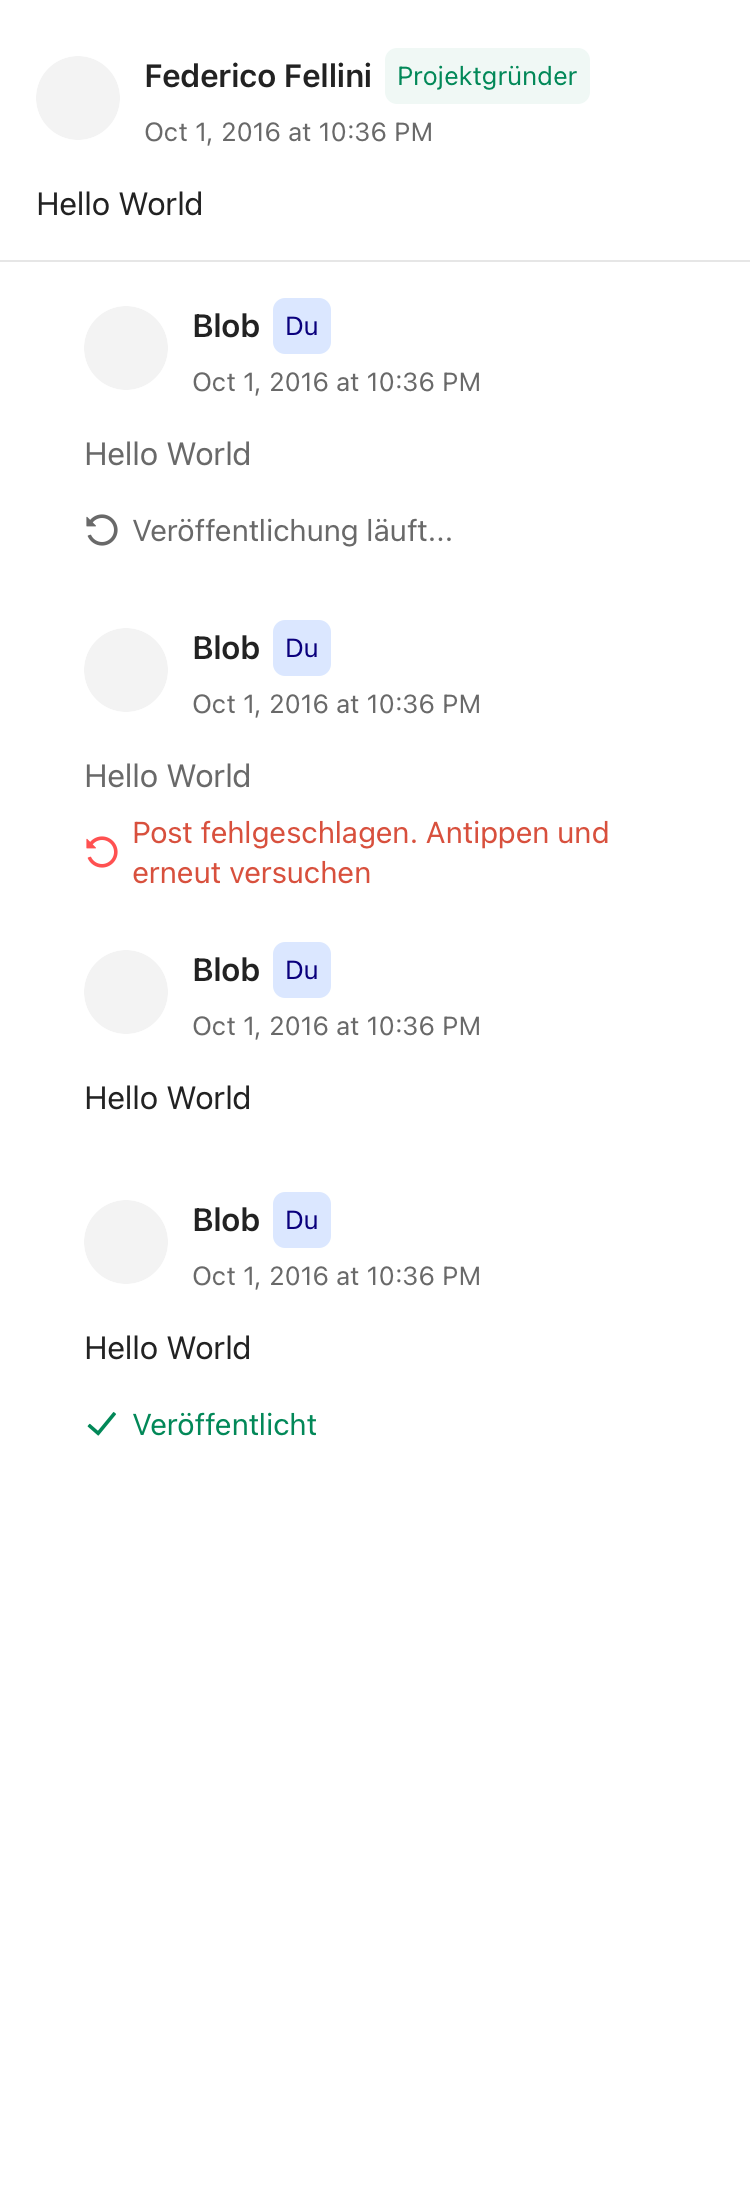 Federico Fellini Projektgründer
Oct 1, 2016 at 10:36 PM
Hello World
Blob Du
Oct 1, 2016 at 10:36 PM
Hello World
Veröffentlichung läuft...
Blob Du
Oct 1, 2016 at 10:36 PM
Hello World
Post fehlgeschlagen. Antippen und
erneut versuchen
Blob Du
Oct 1, 2016 at 10:36 PM
Hello World
Blob Du
Oct 1, 2016 at 10:36 PM
Hello World
Veröffentlicht